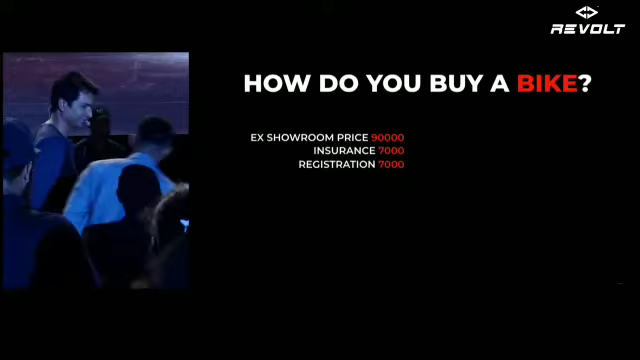 REVOLT
HOW DO YOU BUY A BIKE?
EX SHOWROOM PRICE 90000
INSURANCE 7000
REGISTRATION 7000